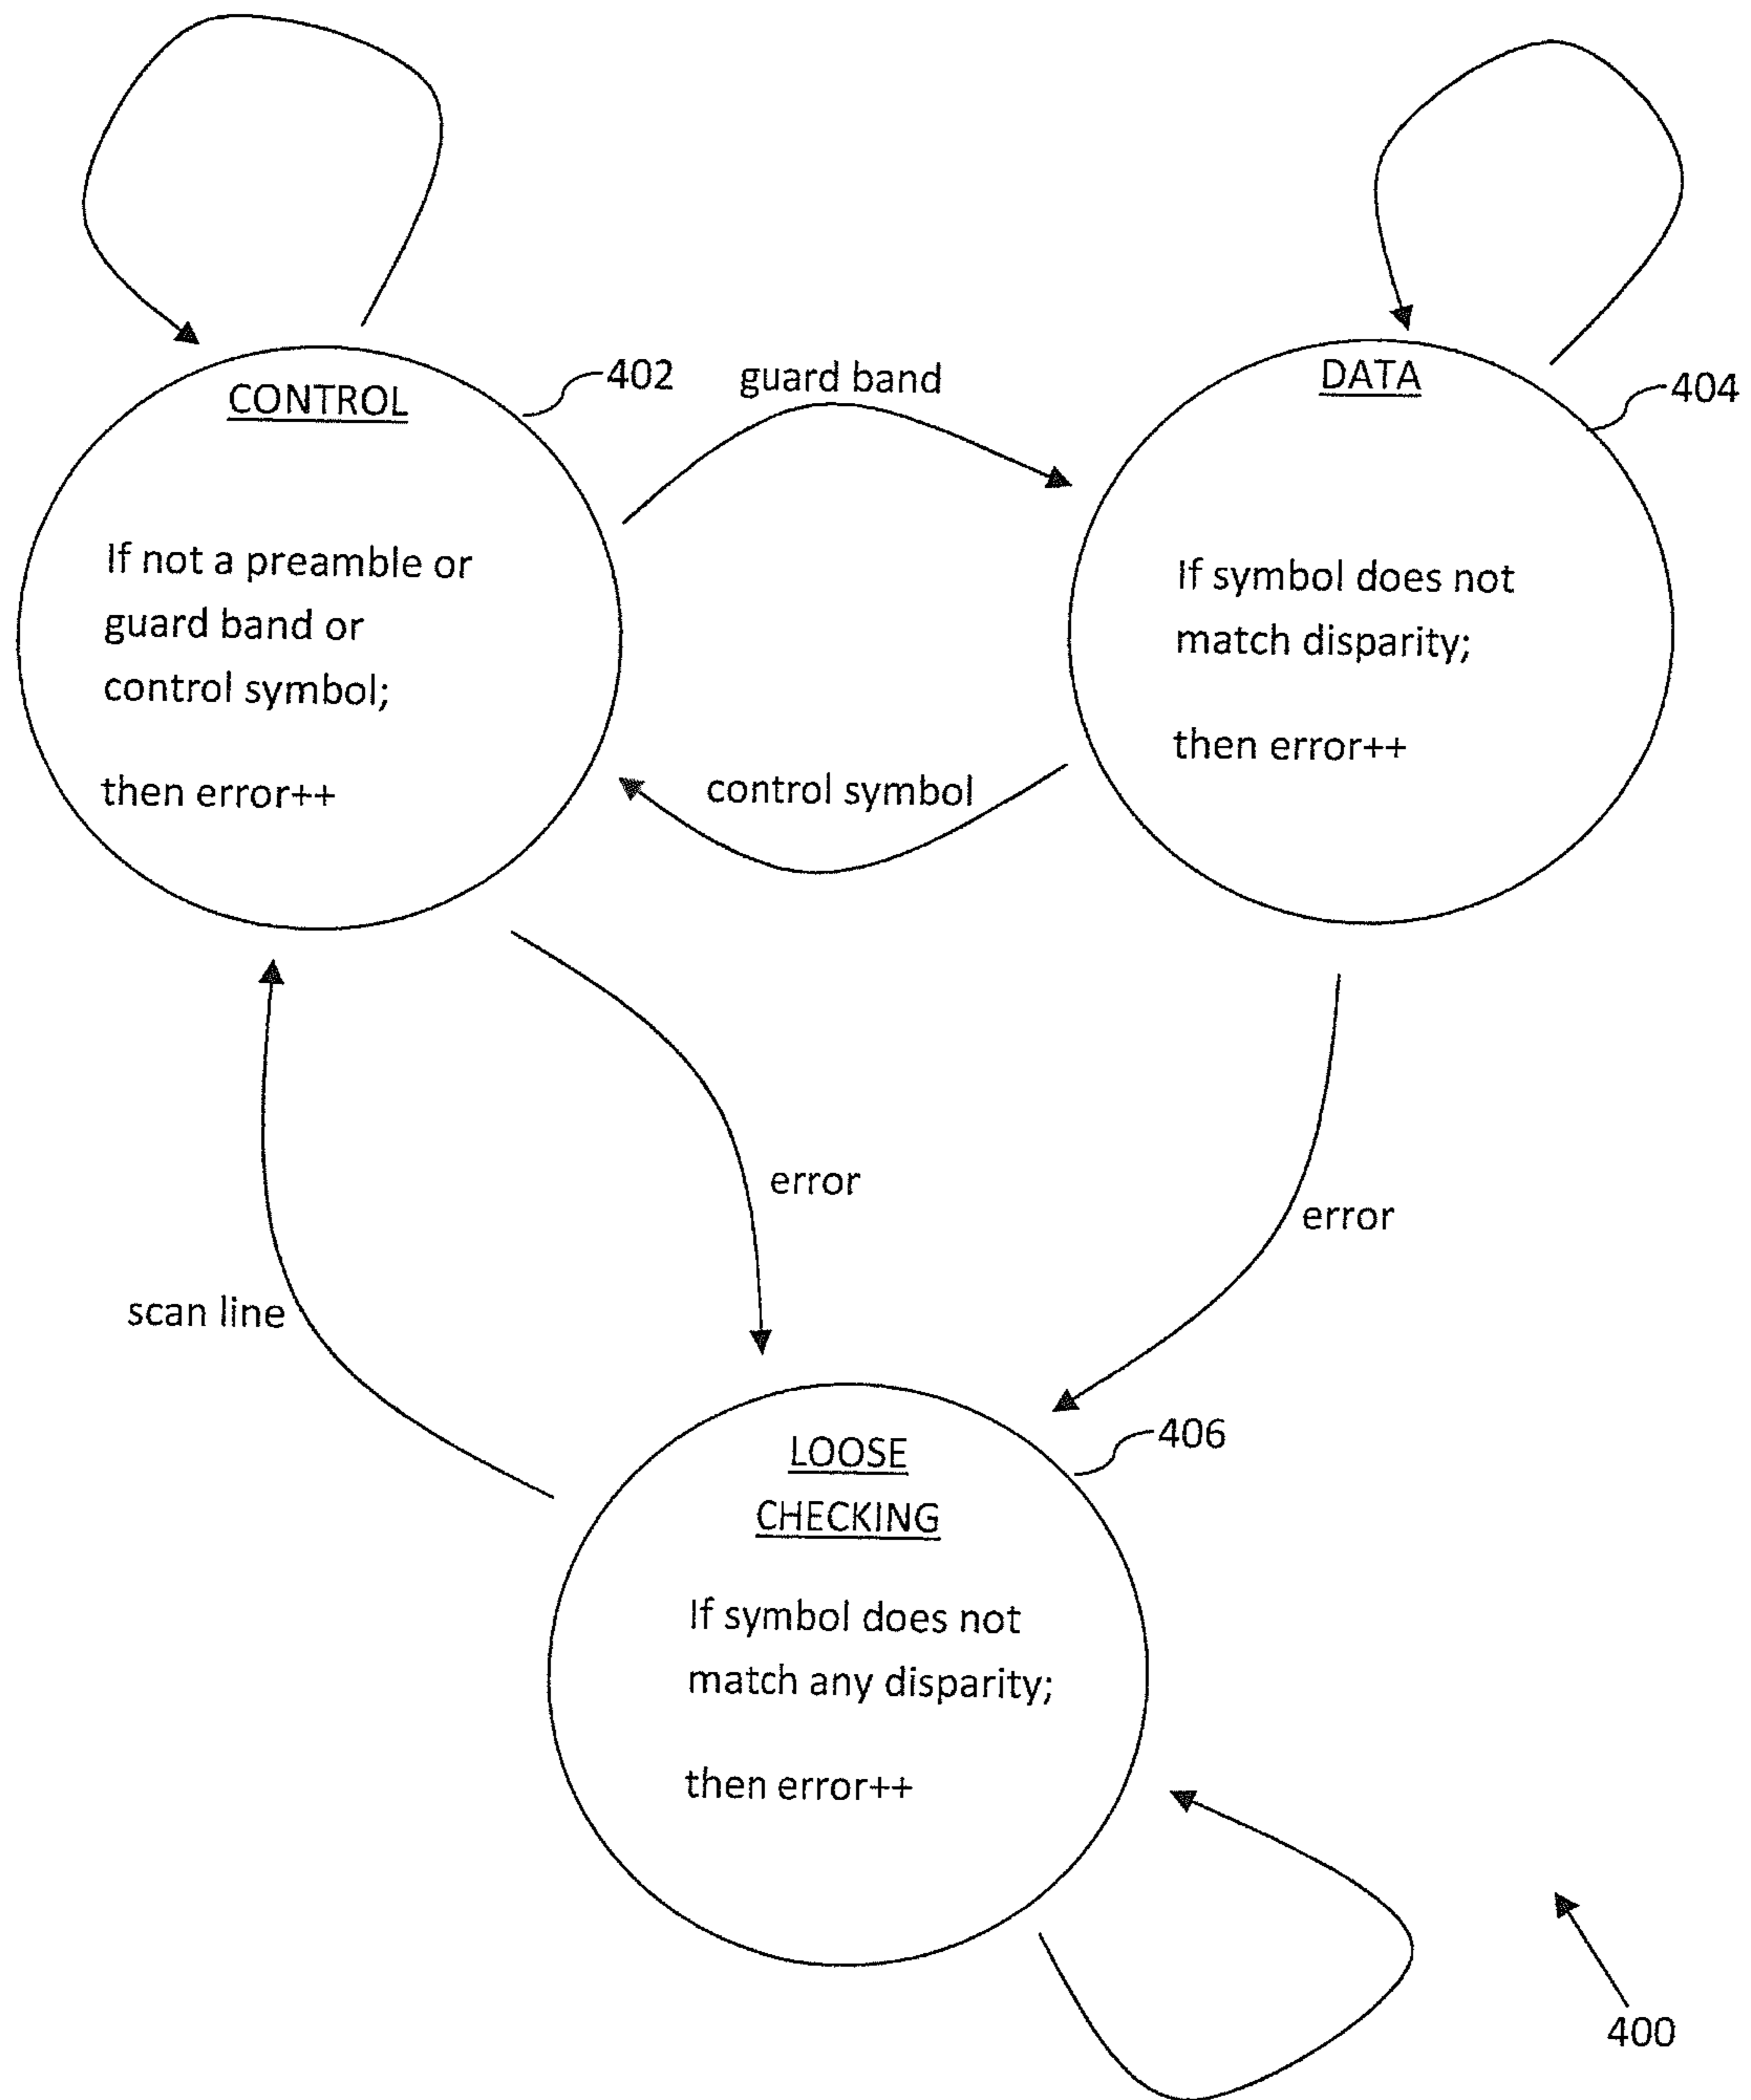 CONTROL
402
If not a preamble or
guard band or
control symbol;
then error++
guard band
DATA
404
If symbol does not
match disparity;
then error++
control symbol
error
error
scan line
LOOSE
CHECKING
406
If symbol does not
match any disparity;
then error++
400